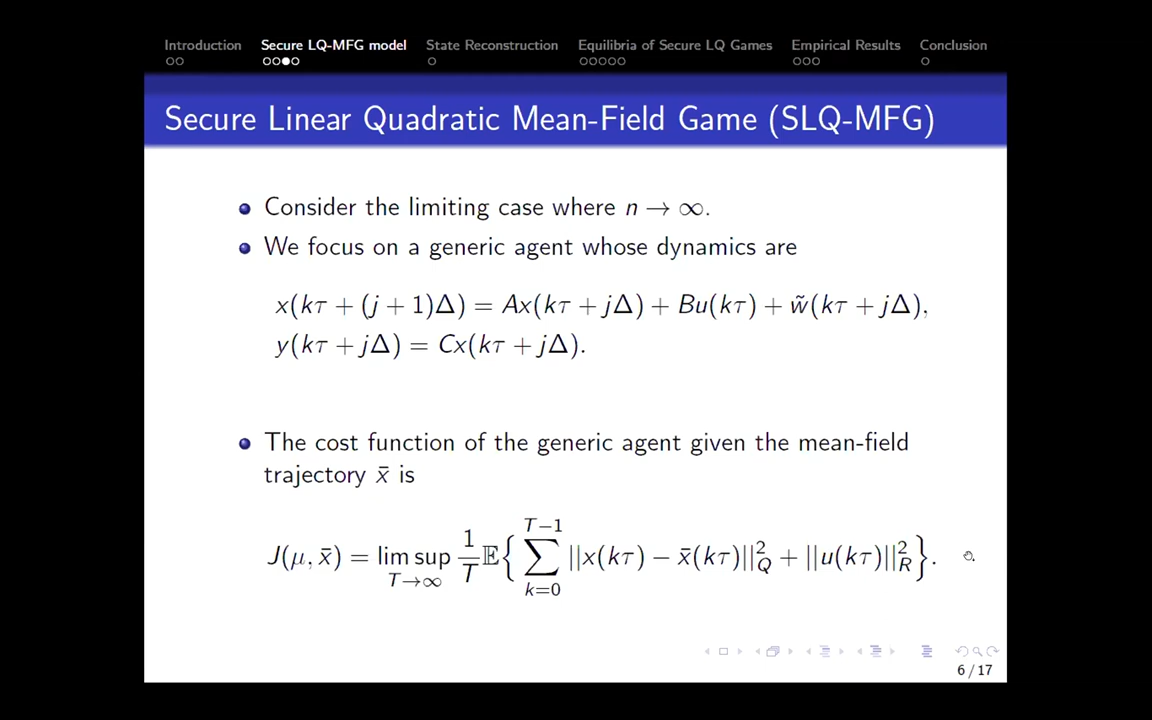 Introduction Secure LQ-MFG model State Reconstruction Equilibria of Secure LQ Games Empirical Results Conclusion
Secure Linear Quadratic Mean-Field Game (SLQ-MFG)
Consider the limiting case where n → ∞.
We focus on a generic agent whose dynamics are
x(kτ + (j + 1)Δ) = Ax(kτ + jΔ) + Bu(kτ) + w̃(kτ + jΔ),
y(kτ + jΔ) = Cx(kτ + jΔ).
The cost function of the generic agent given the mean-field
trajectory x̄ is
J(μ, x̄) = lim sup_{T→∞} 1/T 𝔼{ ∑_{k=0}^{T−1} ||x(kτ) − x̄(kτ)||²_Q + ||u(kτ)||²_R }.
6 / 17